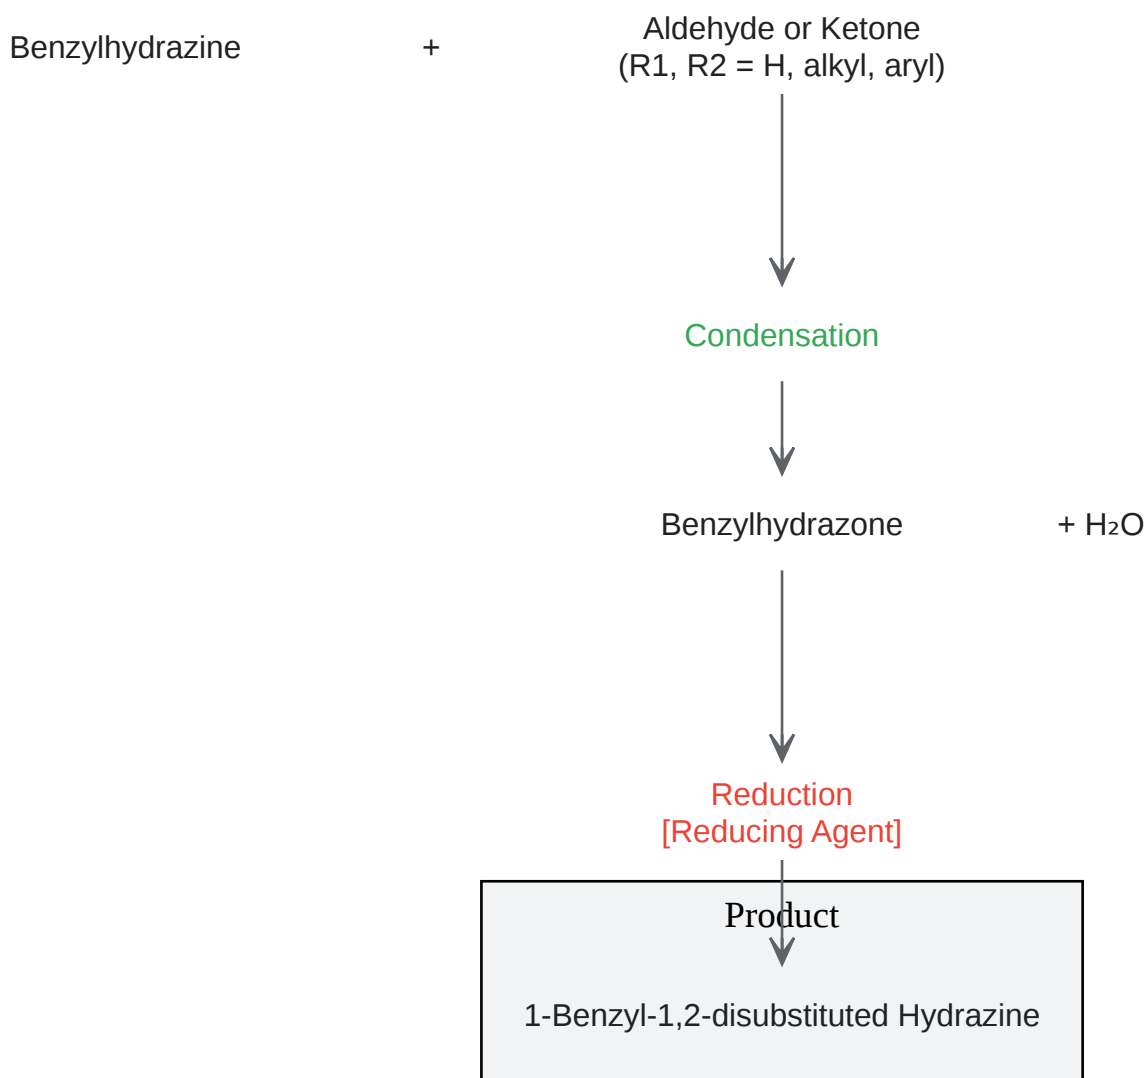 Benzylhydrazine + Aldehyde or Ketone
(R1, R2 = H, alkyl, aryl)
Condensation
Benzylhydrazone + H₂O
Reduction
[Reducing Agent]
Product
1-Benzyl-1,2-disubstituted Hydrazine